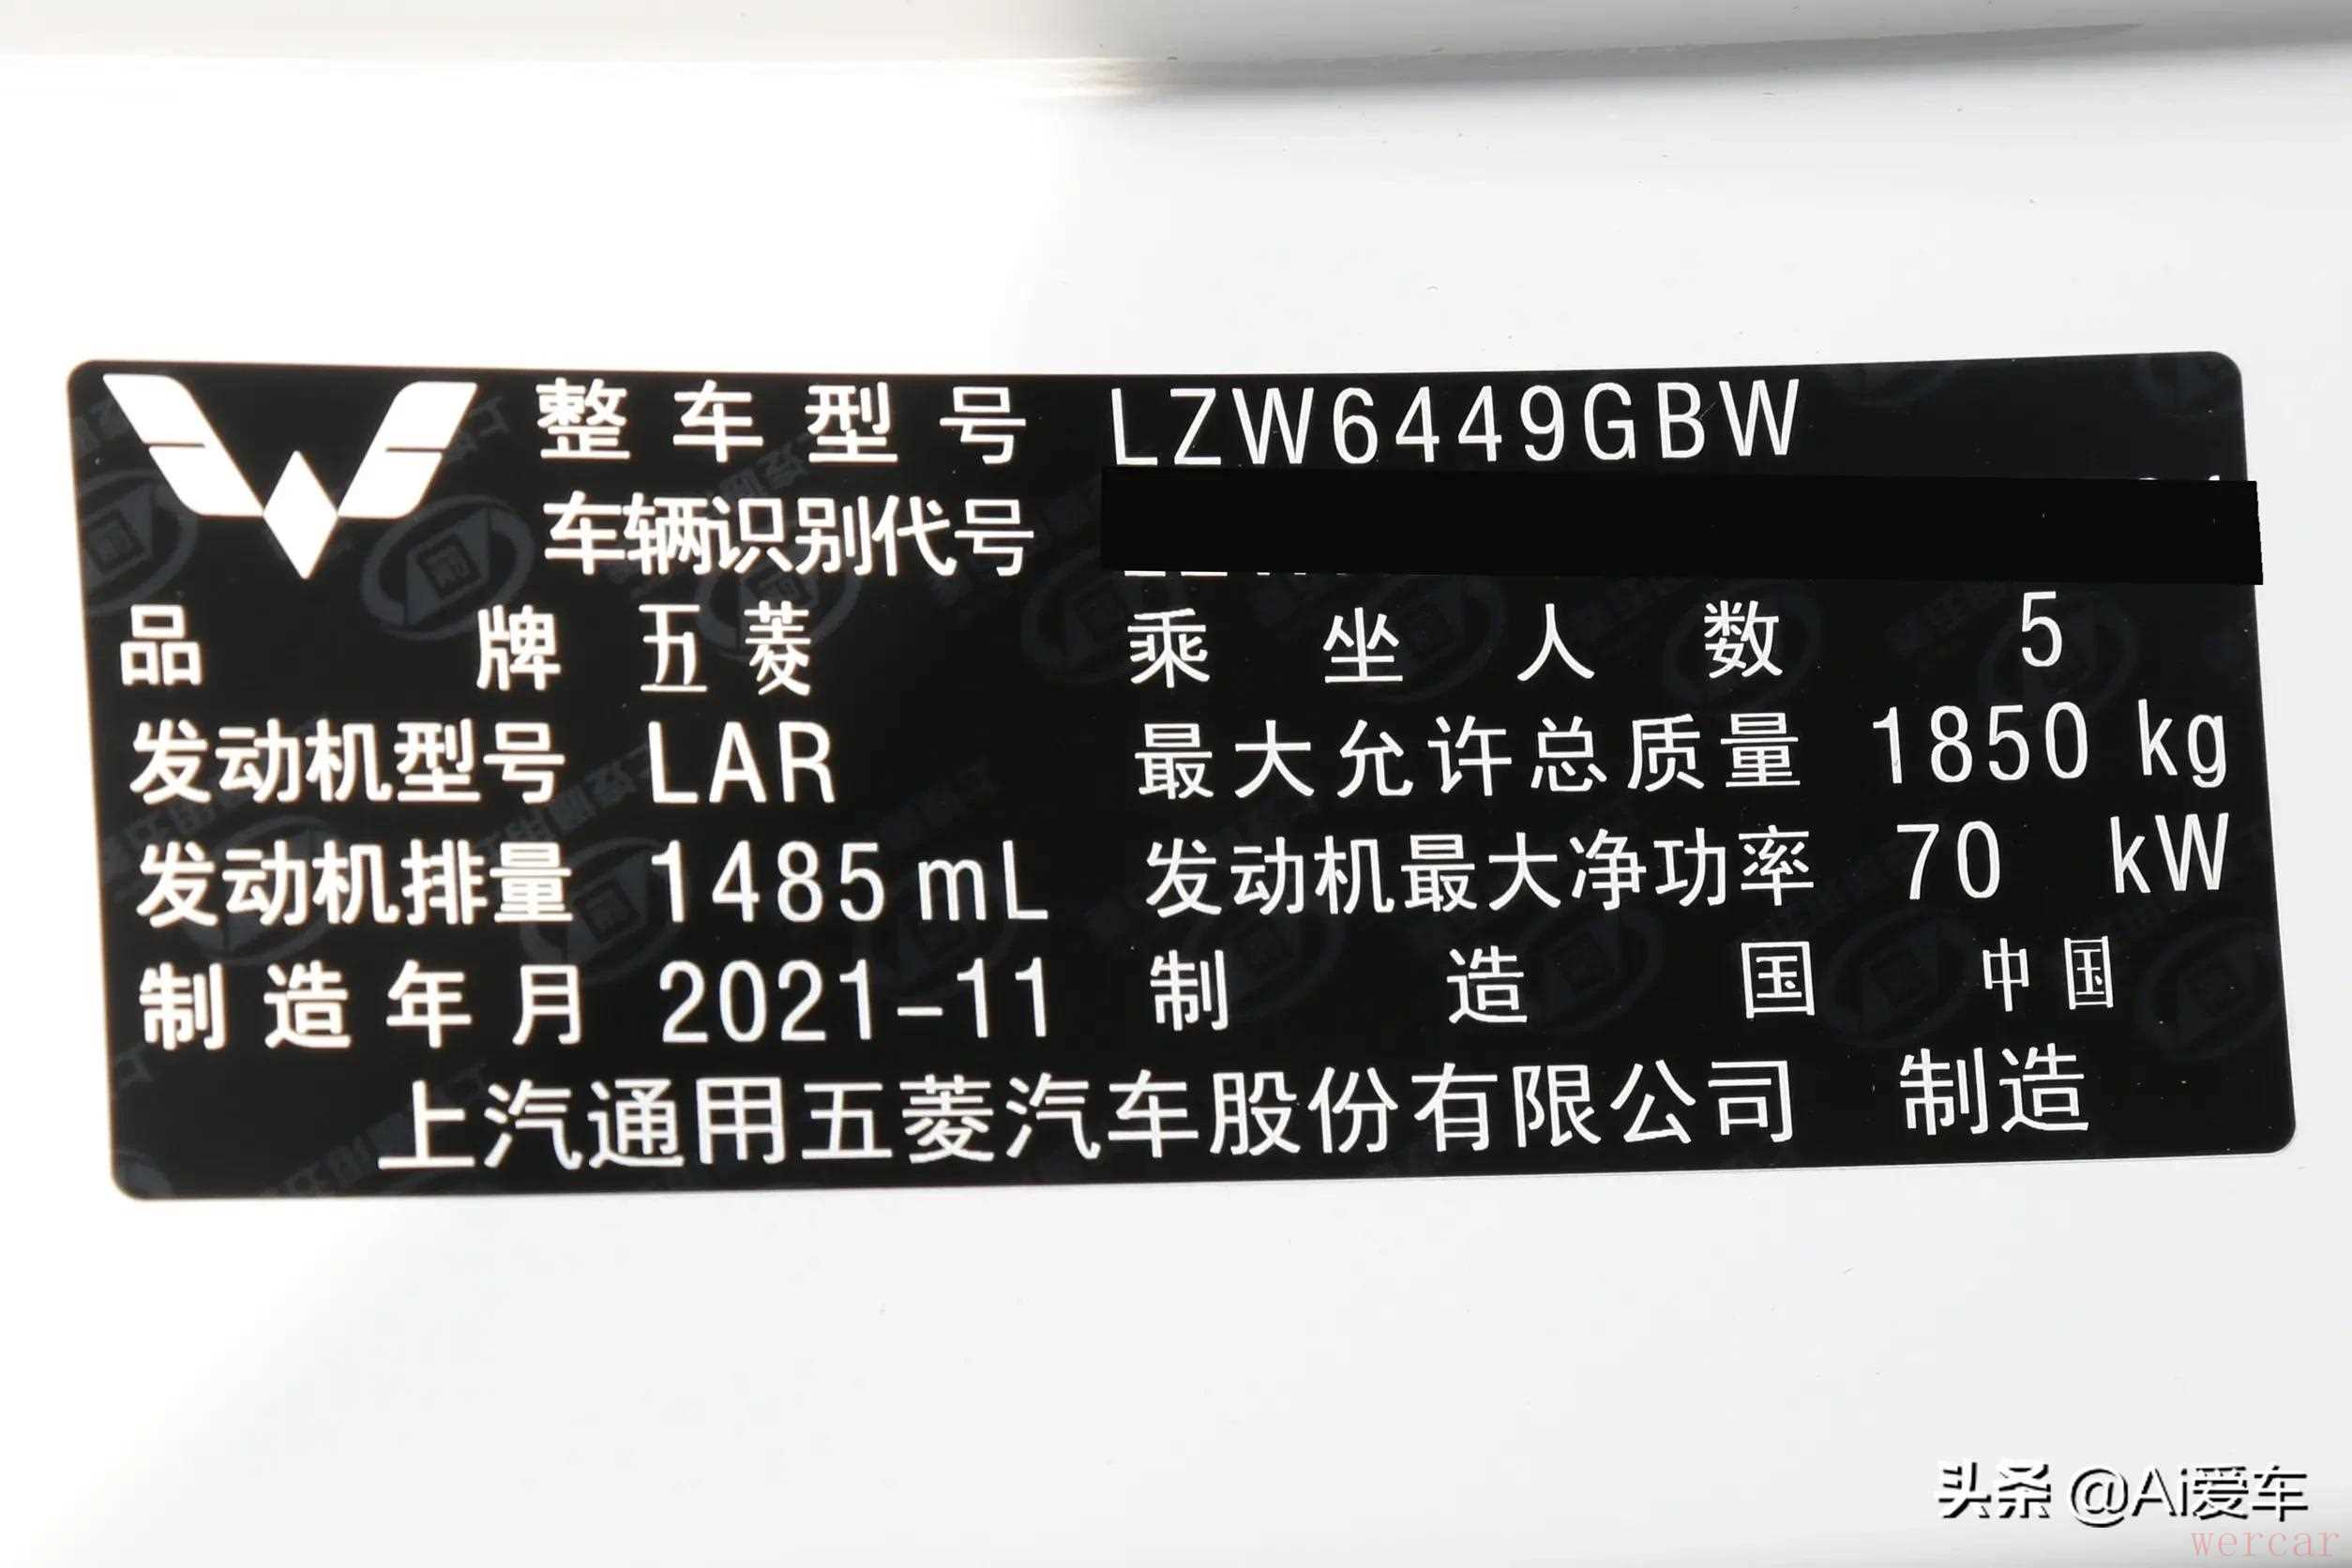 整车型号 LZW6449GBW
车辆识别代号
品牌 五菱 乘坐人数 5
发动机型号 LAR 最大允许总质量 1850 kg
发动机排量 1485 mL 发动机最大净功率 70 kW
制造年月 2021-11 制造国 中国
上汽通用五菱汽车股份有限公司 制造
头条 @Ai爱车
wercar